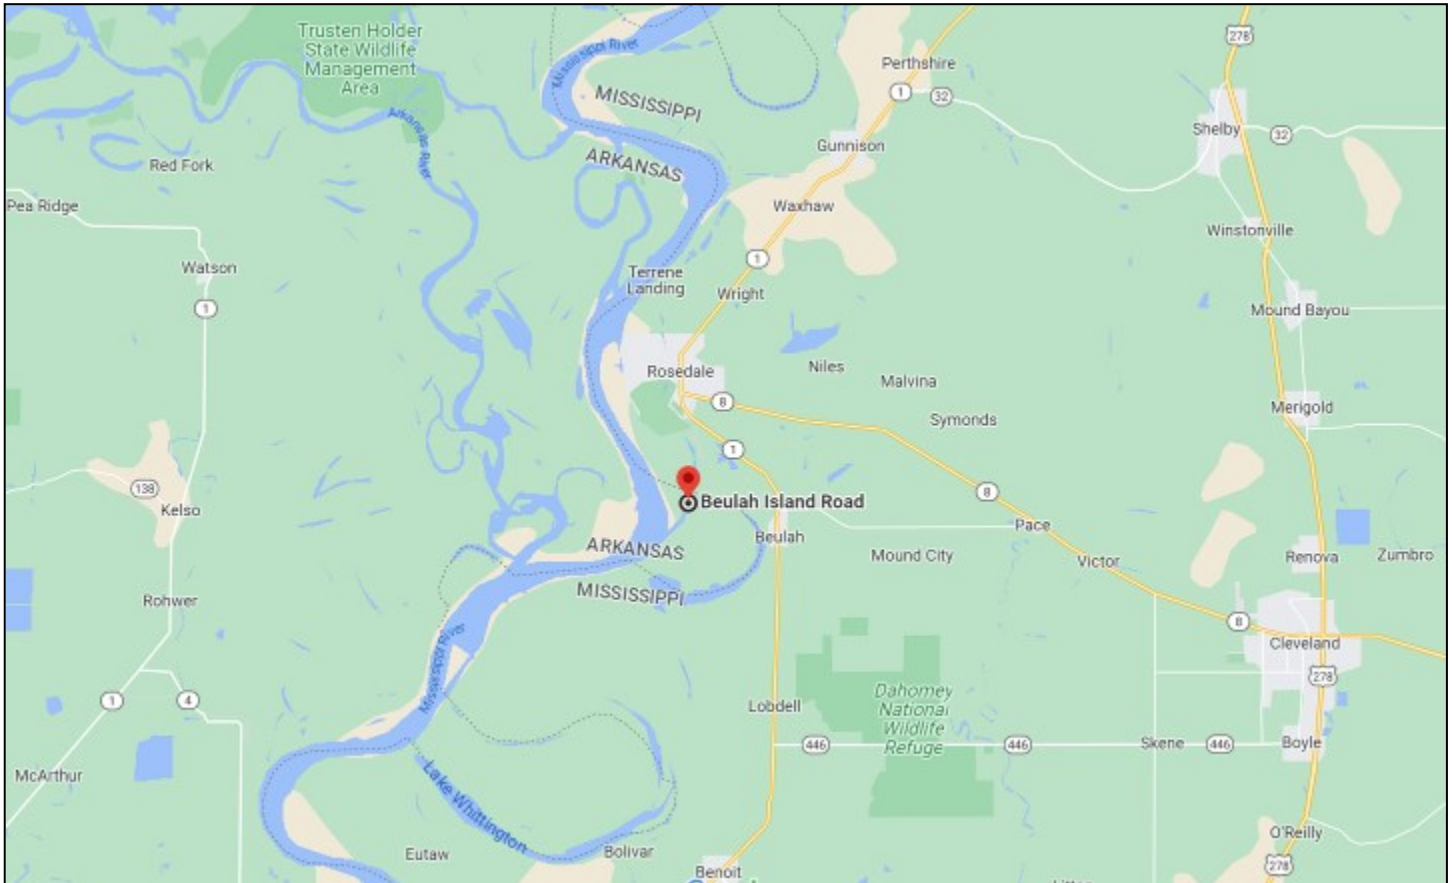 Trusten Holder
State Wildlife
Management
Area
Mississippi River
278
Perthshire
1
32
MISSISSIPPI
Arkansas River
Shelby
32
Gunnison
ARKANSAS
Red Fork
Pea Ridge
Waxhaw
Winstonville
Watson
1
Terrene
Landing
Wright
1
Mound Bayou
Rosedale
Niles
Malvina
8
Symonds
Merigold
1
138
Kelso
Beulah Island Road
8
Pace
Beulah
ARKANSAS
Mound City
Victor
Renova
Zumbro
MISSISSIPPI
Rohwer
8
Cleveland
Mississippi River
278
1
4
Lobdell
Dahomey
National
Wildlife
Refuge
446
446
Skene
446
Boyle
McArthur
Lake Whittington
O'Reilly
Eutaw
Bolivar
Benoit
278